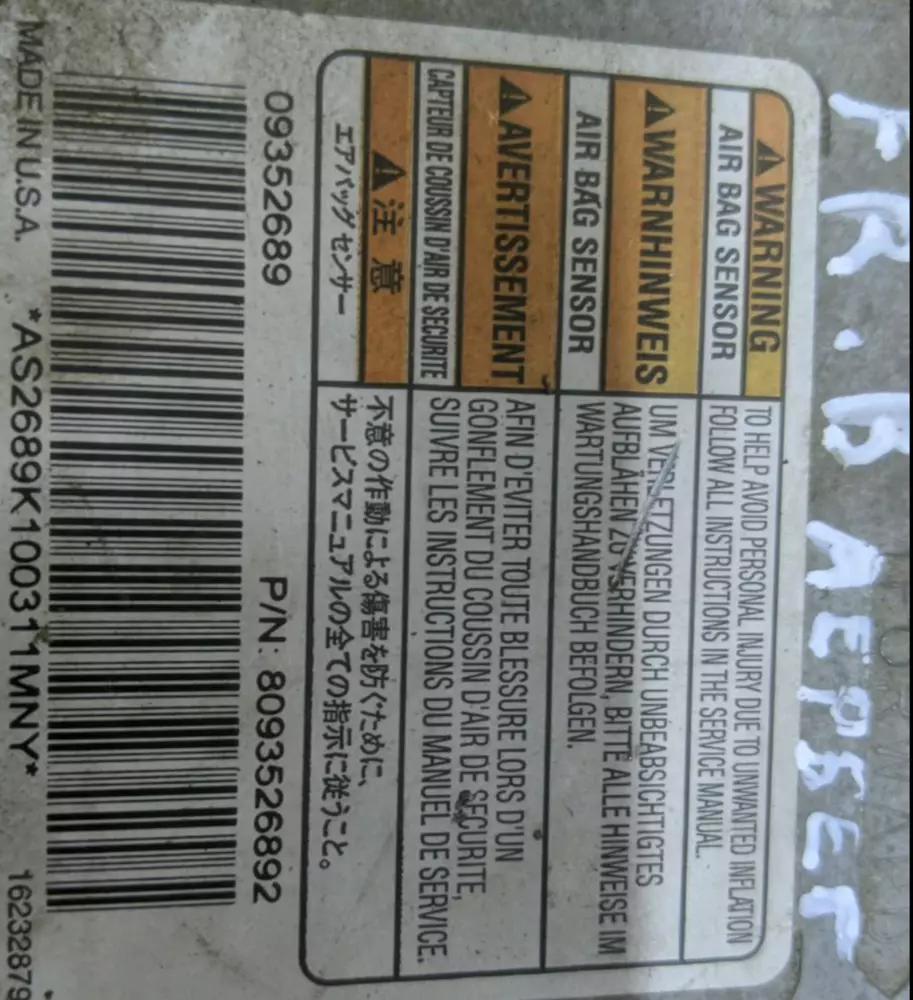 FR. B
⚠ WARNING
AIR BAG SENSOR
TO HELP AVOID PERSONAL INJURY DUE TO UNWANTED INFLATION
FOLLOW ALL INSTRUCTIONS IN THE SERVICE MANUAL.
⚠ WARNHINWEIS
AIR BAG SENSOR
UM VERLETZUNGEN DURCH UNBEABSICHTIGTES
AUFBLÄHEN ZU VERHINDERN, BITTE ALLE HINWEISE IM
WARTUNGSHANDBUCH BEFOLGEN.
⚠ AVERTISSEMENT
CAPTEUR DE COUSSIN D'AIR DE SECURITE
AFIN D'EVITER TOUTE BLESSURE LORS D'UN
GONFLEMENT DU COUSSIN D'AIR DE SECURITE,
SUIVRE LES INSTRUCTIONS DU MANUEL DE SERVICE.
⚠ 注意
エアバッグ センサー
不意の作動による傷害を防ぐために、
サービスマニュアルの全ての指示に従うこと。
09352689 P/N: 8093526892
MADE IN U.S.A. *AS2689K100311MNY* 16232879